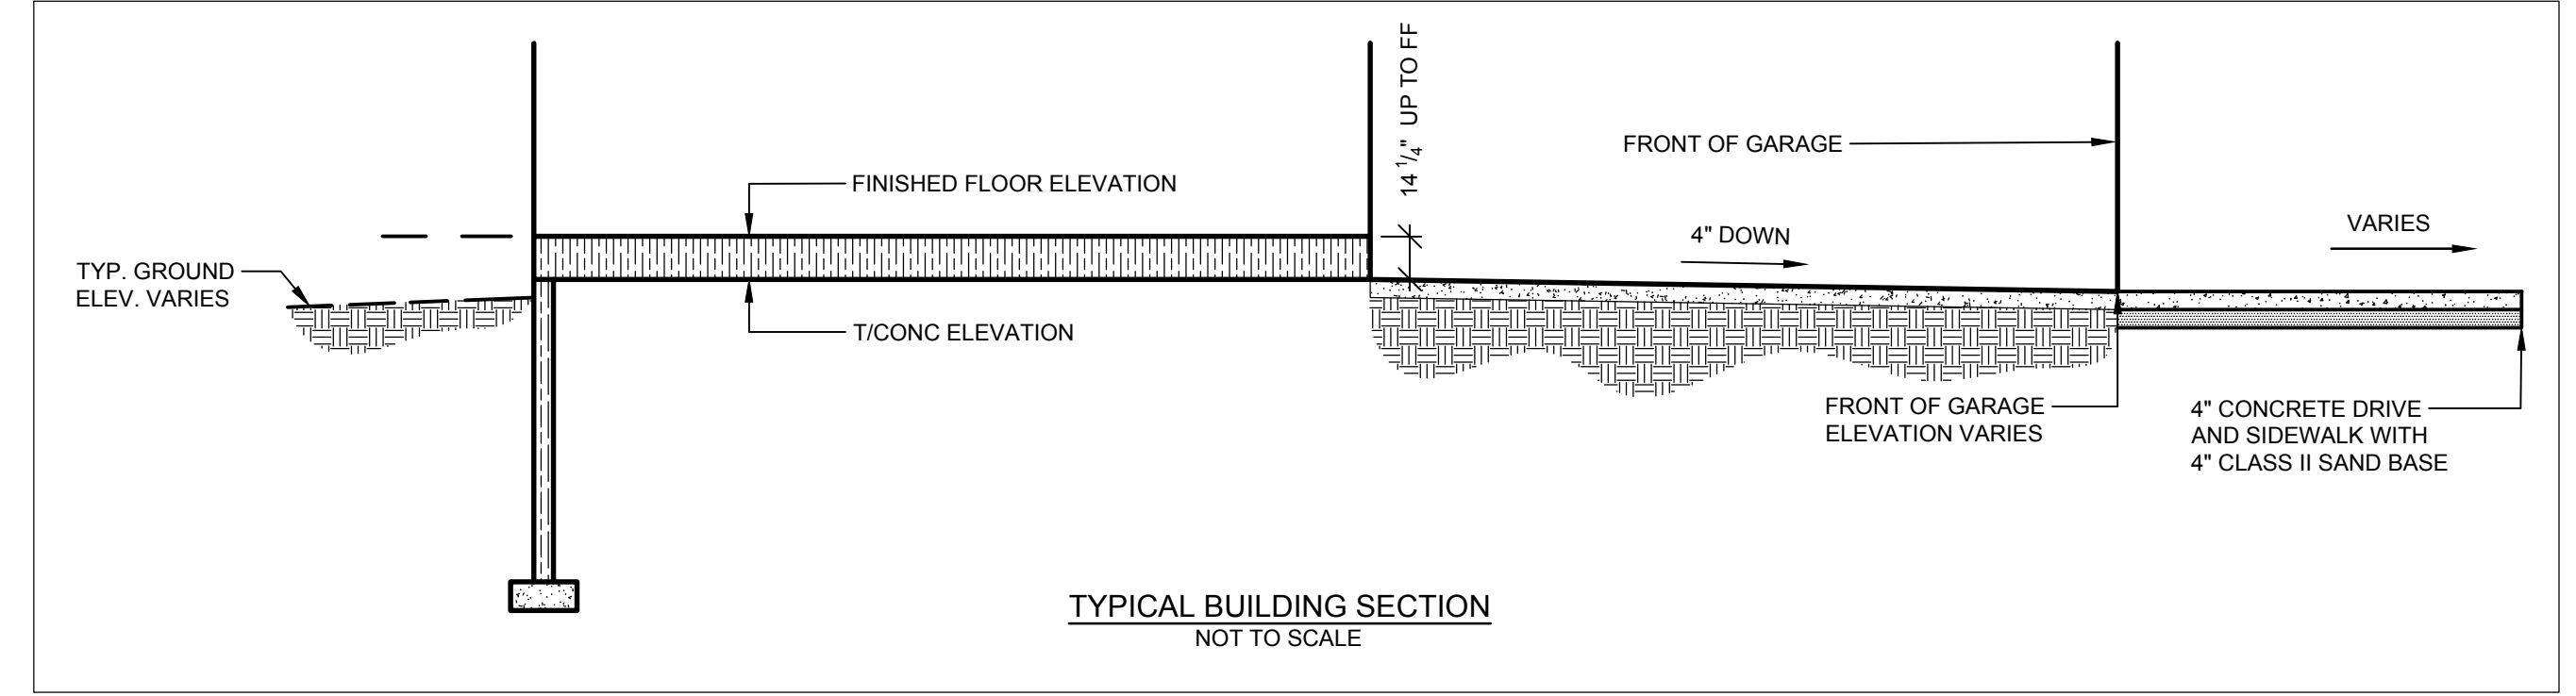 14 1/4" UP TO FF
FRONT OF GARAGE
FINISHED FLOOR ELEVATION
4" DOWN
VARIES
TYP. GROUND
ELEV. VARIES
T/CONC ELEVATION
FRONT OF GARAGE
ELEVATION VARIES
4" CONCRETE DRIVE
AND SIDEWALK WITH
4" CLASS II SAND BASE
TYPICAL BUILDING SECTION
NOT TO SCALE